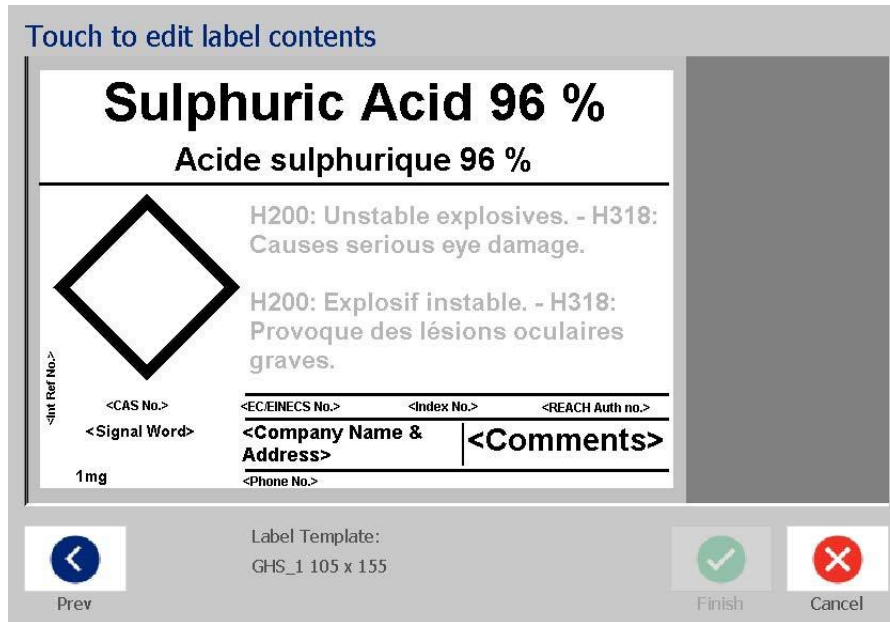 Touch to edit label contents
Sulphuric Acid 96 %
Acide sulphurique 96 %
H200: Unstable explosives. - H318:
Causes serious eye damage.
H200: Explosif instable. - H318:
Provoque des lésions oculaires
graves.
<Int Ref No.>
<CAS No.>
<EC/EINECS No.>
<Index No.>
<REACH Auth no.>
<Signal Word>
<Company Name &
Address>
<Comments>
1mg
<Phone No.>
Label Template:
GHS_1 105 x 155
Prev
Finish
Cancel